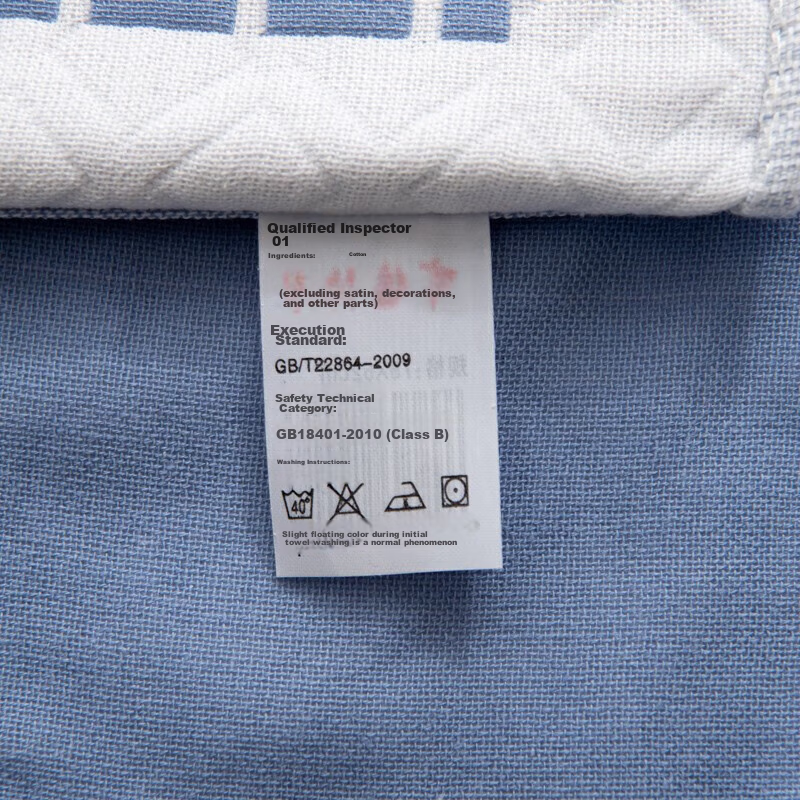 Qualified Inspector
01
Ingredients: Cotton
(excluding satin, decorations,
and other parts)
Execution
Standard:
GB/T22864-2009
Safety Technical
Category:
GB18401-2010 (Class B)
Washing Instructions:
40°
Slight floating color during initial
towel washing is a normal phenomenon